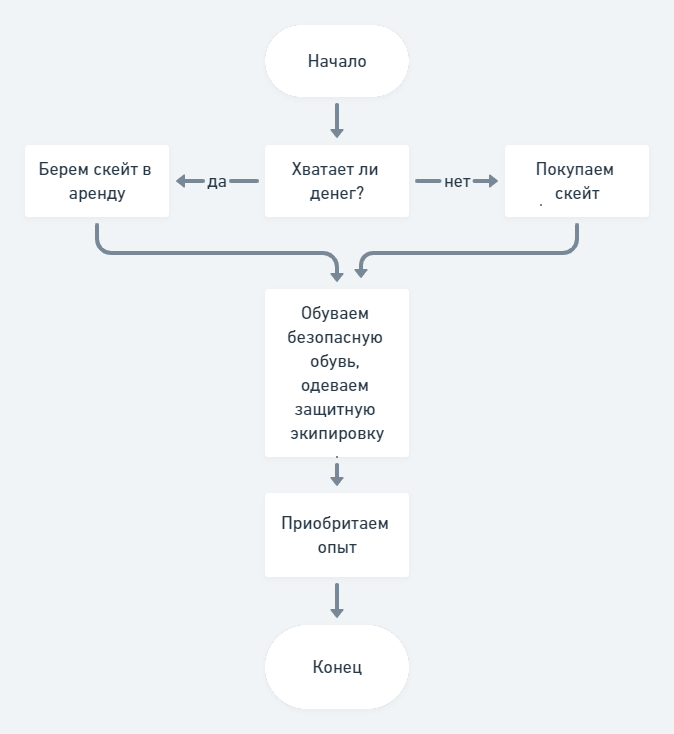 Начало
Берем скейт в
аренду
да
Хватает ли
денег?
нет
Покупаем
скейт
Обуваем
безопасную
обувь,
одеваем
защитную
экипировку
Приобритаем
опыт
Конец